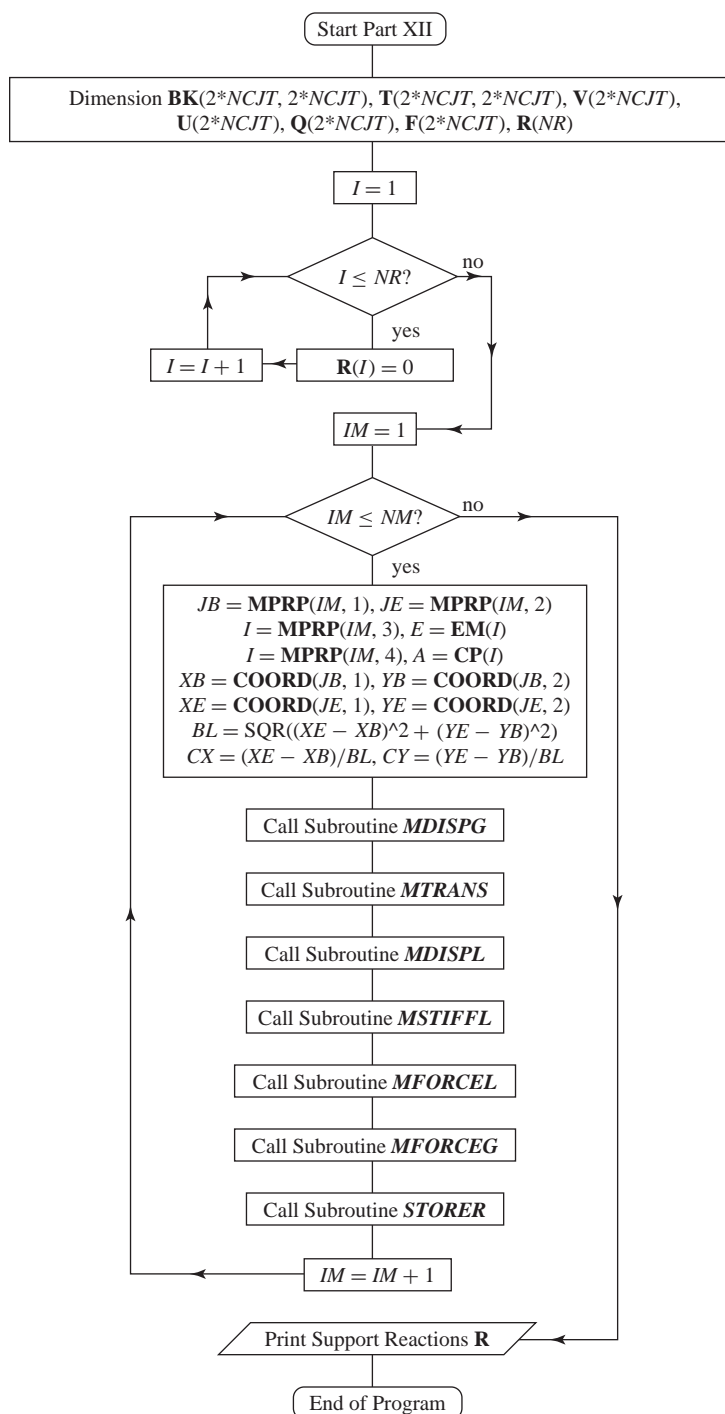 Start Part XII
Dimension BK(2*NCJT, 2*NCJT), T(2*NCJT, 2*NCJT), V(2*NCJT),
U(2*NCJT), Q(2*NCJT), F(2*NCJT), R(NR)
I = 1
I ≤ NR?
no
yes
I = I + 1
R(I) = 0
IM = 1
IM ≤ NM?
no
yes
JB = MPRP(IM, 1), JE = MPRP(IM, 2)
I = MPRP(IM, 3), E = EM(I)
I = MPRP(IM, 4), A = CP(I)
XB = COORD(JB, 1), YB = COORD(JB, 2)
XE = COORD(JE, 1), YE = COORD(JE, 2)
BL = SQR((XE − XB)^2 + (YE − YB)^2)
CX = (XE − XB)/BL, CY = (YE − YB)/BL
Call Subroutine MDISPG
Call Subroutine MTRANS
Call Subroutine MDISPL
Call Subroutine MSTIFFL
Call Subroutine MFORCEL
Call Subroutine MFORCEG
Call Subroutine STORER
IM = IM + 1
Print Support Reactions R
End of Program